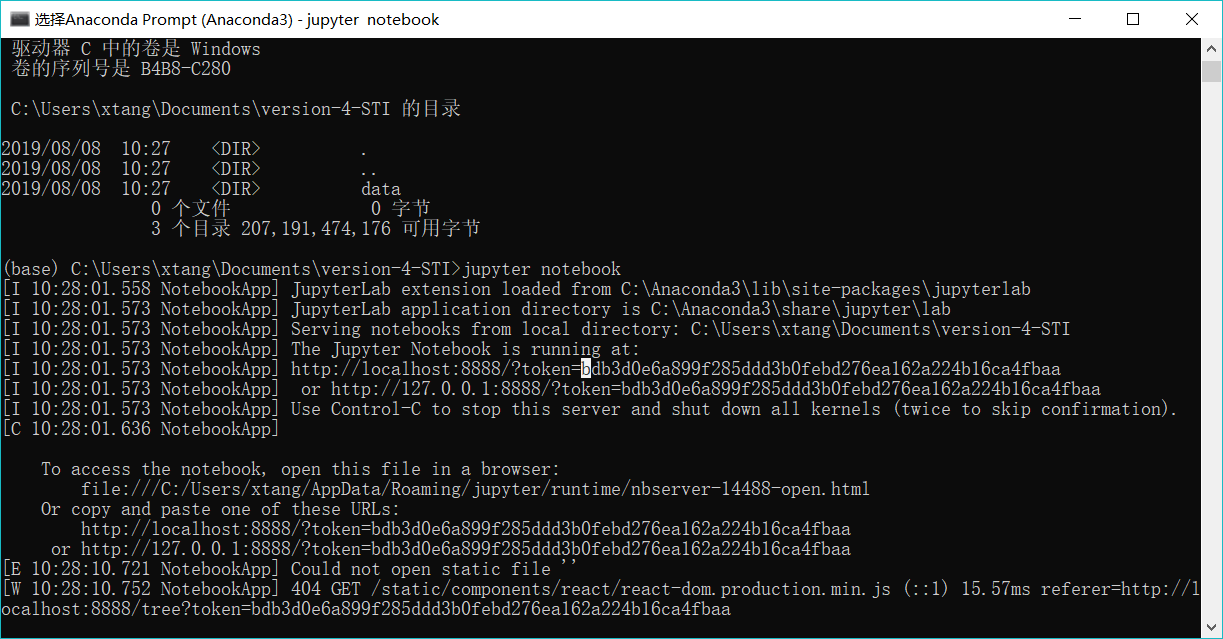 选择Anaconda Prompt (Anaconda3) - jupyter notebook
驱动器 C 中的卷是 Windows
卷的序列号是 B4B8-C280
C:\Users\xtang\Documents\version-4-STI 的目录
2019/08/08  10:27    <DIR>          .
2019/08/08  10:27    <DIR>          ..
2019/08/08  10:27    <DIR>          data
0 个文件              0 字节
3 个目录 207,191,474,176 可用字节
(base) C:\Users\xtang\Documents\version-4-STI>jupyter notebook
[I 10:28:01.558 NotebookApp] JupyterLab extension loaded from C:\Anaconda3\lib\site-packages\jupyterlab
[I 10:28:01.573 NotebookApp] JupyterLab application directory is C:\Anaconda3\share\jupyter\lab
[I 10:28:01.573 NotebookApp] Serving notebooks from local directory: C:\Users\xtang\Documents\version-4-STI
[I 10:28:01.573 NotebookApp] The Jupyter Notebook is running at:
[I 10:28:01.573 NotebookApp] http://localhost:8888/?token=bdb3d0e6a899f285ddd3b0febd276ea162a224b16ca4fbaa
[I 10:28:01.573 NotebookApp]  or http://127.0.0.1:8888/?token=bdb3d0e6a899f285ddd3b0febd276ea162a224b16ca4fbaa
[I 10:28:01.573 NotebookApp] Use Control-C to stop this server and shut down all kernels (twice to skip confirmation).
[C 10:28:01.636 NotebookApp]
To access the notebook, open this file in a browser:
file:///C:/Users/xtang/AppData/Roaming/jupyter/runtime/nbserver-14488-open.html
Or copy and paste one of these URLs:
http://localhost:8888/?token=bdb3d0e6a899f285ddd3b0febd276ea162a224b16ca4fbaa
or http://127.0.0.1:8888/?token=bdb3d0e6a899f285ddd3b0febd276ea162a224b16ca4fbaa
[E 10:28:10.721 NotebookApp] Could not open static file ''
[W 10:28:10.752 NotebookApp] 404 GET /static/components/react/react-dom.production.min.js (::1) 15.57ms referer=http://l
ocalhost:8888/tree?token=bdb3d0e6a899f285ddd3b0febd276ea162a224b16ca4fbaa